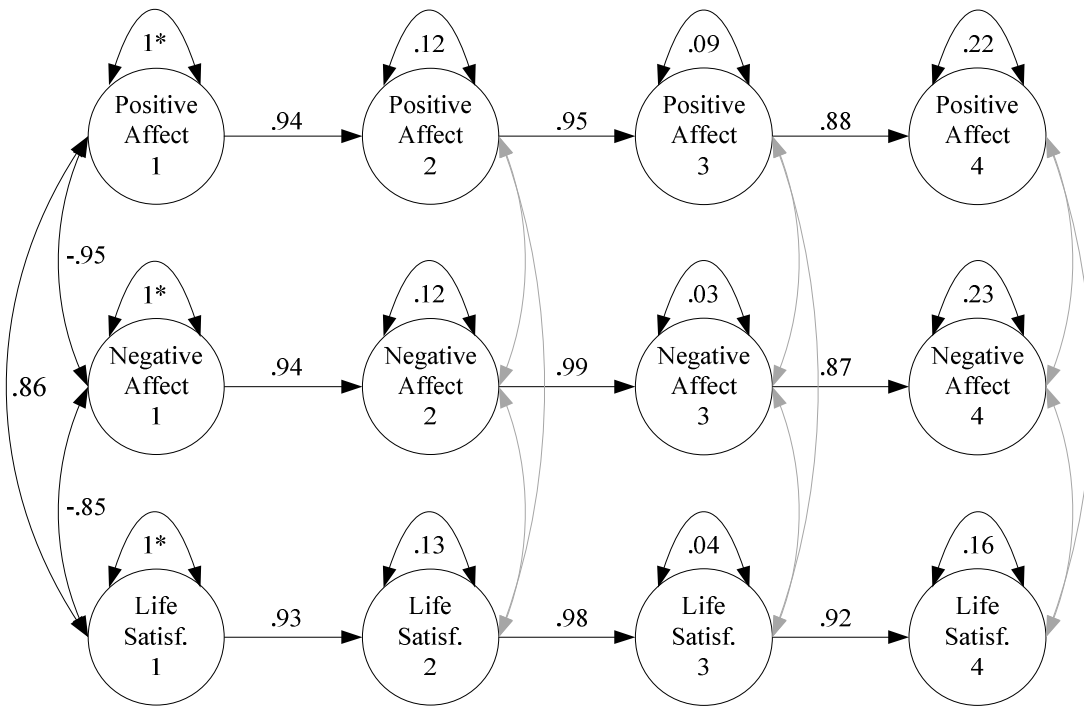 1*
.12
.09
.22
Positive
Affect
1
Positive
Affect
2
Positive
Affect
3
Positive
Affect
4
.94
.95
.88
-.95
1*
.12
.03
.23
Negative
Affect
1
Negative
Affect
2
Negative
Affect
3
Negative
Affect
4
.94
.99
.87
.86
-.85
1*
.13
.04
.16
Life
Satisf.
1
Life
Satisf.
2
Life
Satisf.
3
Life
Satisf.
4
.93
.98
.92